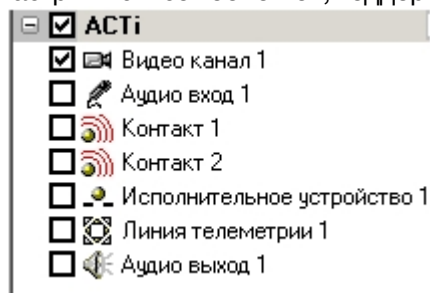 ACTi
Видео канал 1
Аудио вход 1
Контакт 1
Контакт 2
Исполнительное устройство 1
Линия телеметрии 1
Аудио выход 1